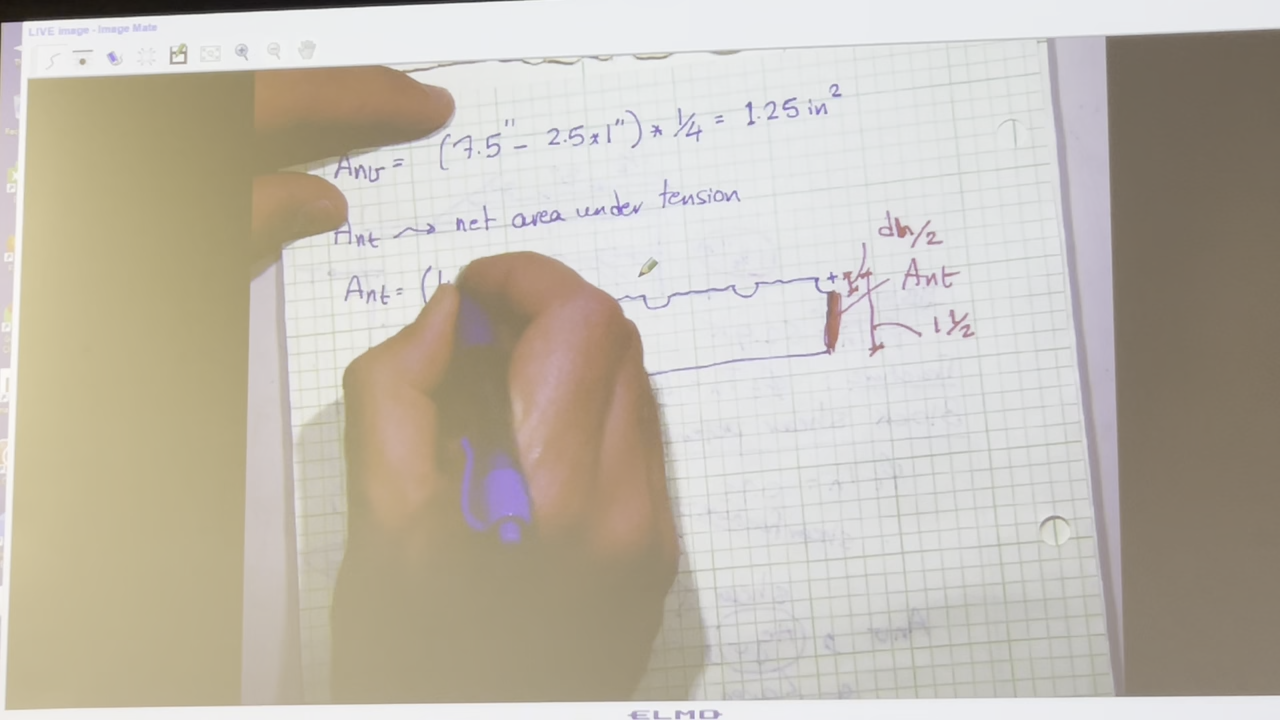 LIVE image - Image Mate
Anv = (7.5" - 2.5x1") * 1/4 = 1.25 in²
Ant → net area under tension
dh/2
Ant = (1
Ant
1 1/2
ELMO